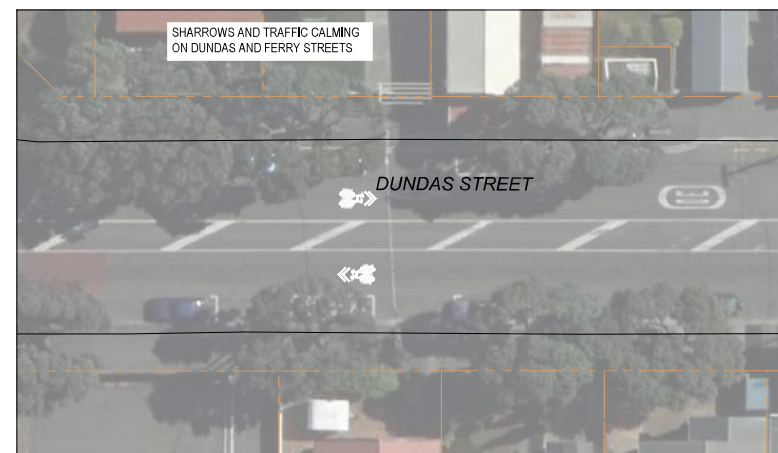 SHARROWS AND TRAFFIC CALMING
ON DUNDAS AND FERRY STREETS
DUNDAS STREET